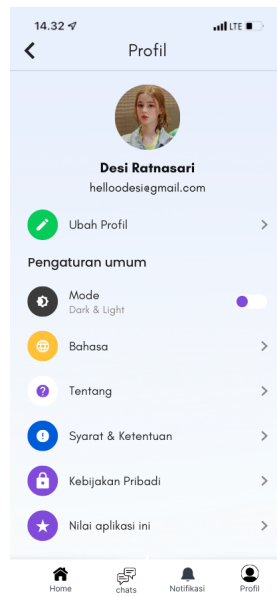 14.32
LTE
Profil
Desi Ratnasari
helloodesi@gmail.com
Ubah Profil
Pengaturan umum
Mode
Dark & Light
Bahasa
Tentang
Syarat & Ketentuan
Kebijakan Pribadi
Nilai aplikasi ini
Home
chats
Notifikasi
Profil